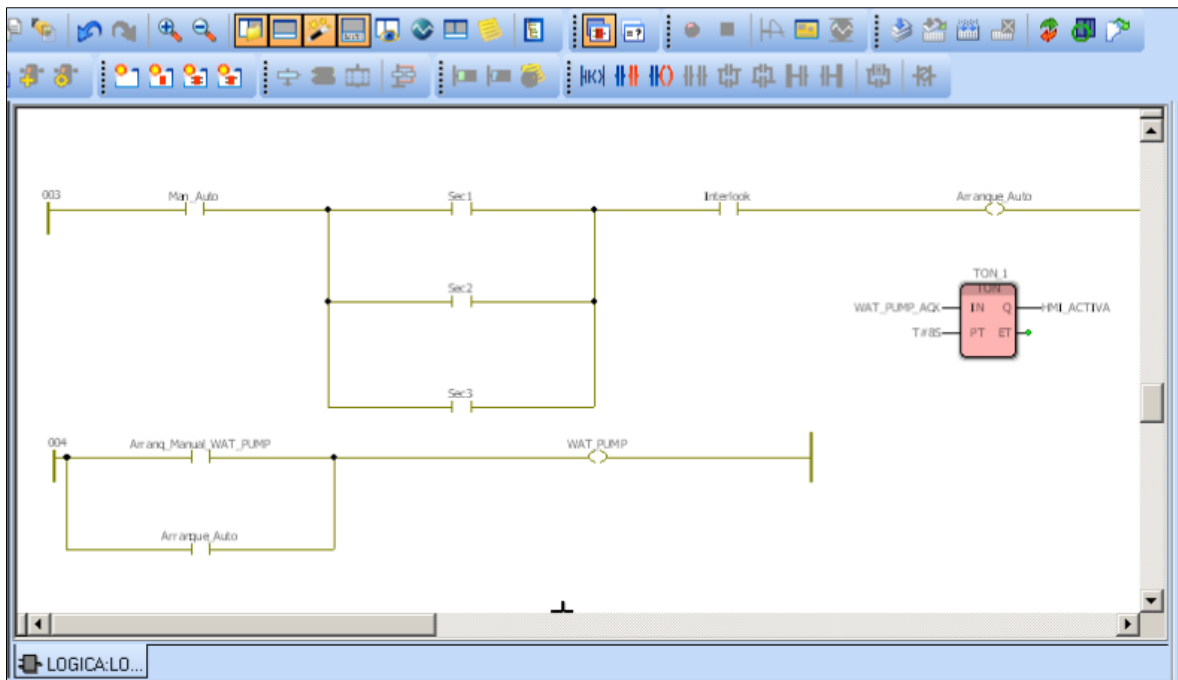 003
Man_Auto
Sec1
Interlook
Arranque_Auto
Sec2
TON_1
TON
WAT_PUMP_ACK
IN Q
HMI_ACTIVA
T#8S
PT ET
Sec3
004
Arranq_Manual_WAT_PUMP
WAT_PUMP
Arranque_Auto
LOGICA:LO...